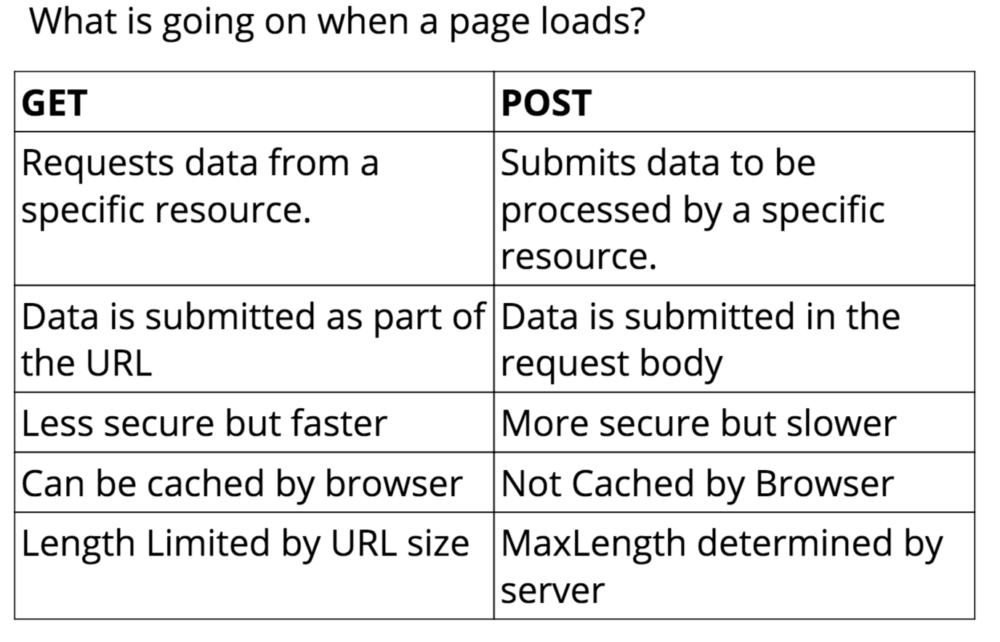 What is going on when a page loads?
GET
POST
Requests data from a
specific resource.
Submits data to be
processed by a specific
resource.
Data is submitted as part of
the URL
Data is submitted in the
request body
Less secure but faster
More secure but slower
Can be cached by browser
Not Cached by Browser
Length Limited by URL size
MaxLength determined by
server